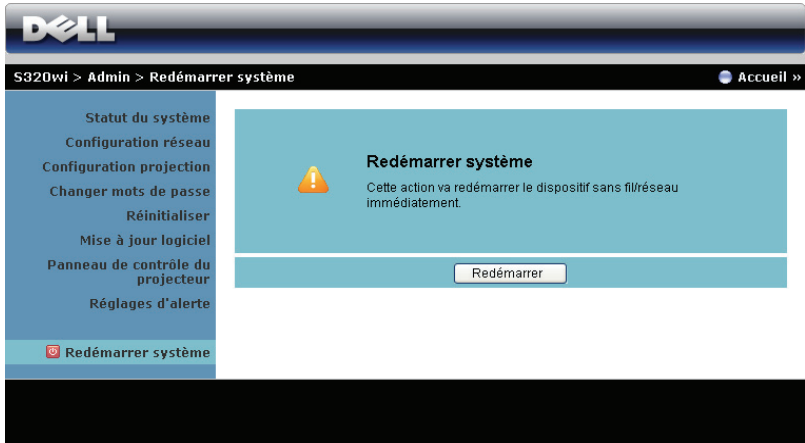 DELL
S320wi > Admin > Redémarrer système
Accueil »
Statut du système
Configuration réseau
Configuration projection
Changer mots de passe
Réinitialiser
Mise à jour logiciel
Panneau de contrôle du
projecteur
Réglages d'alerte
Redémarrer système
Redémarrer système
Cette action va redémarrer le dispositif sans fil/réseau
immédiatement.
Redémarrer